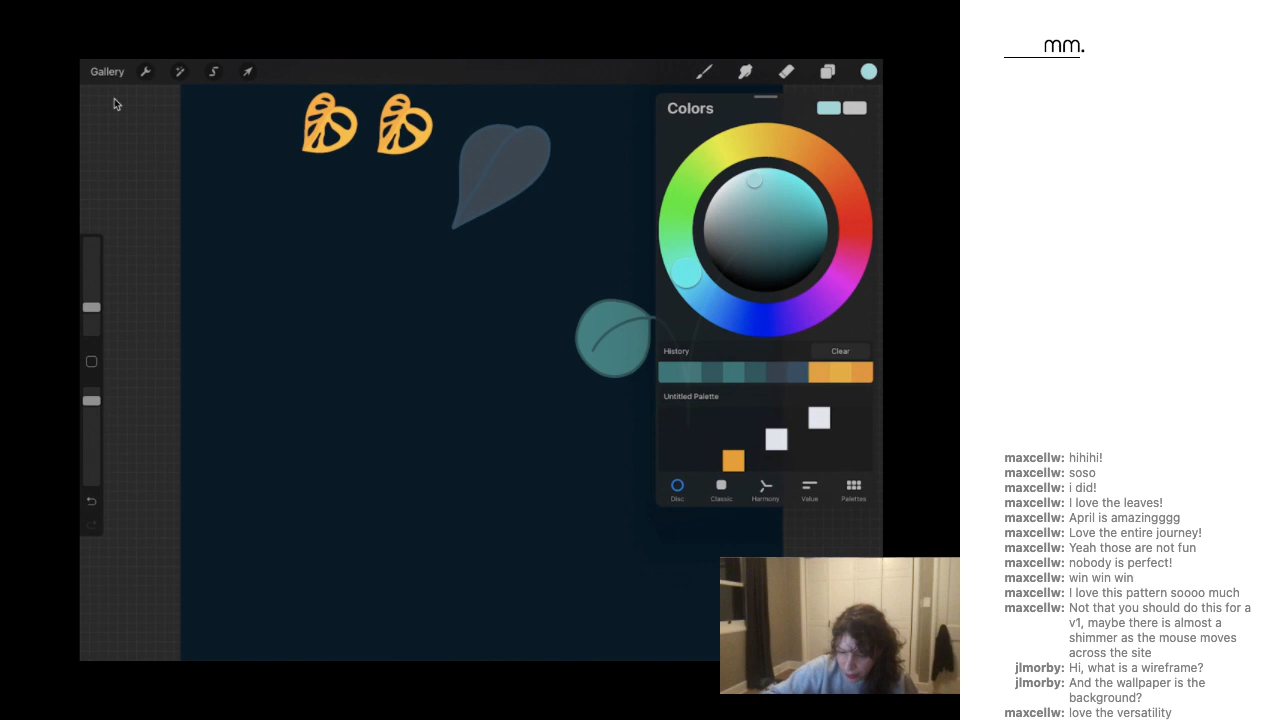 mm.
Gallery
Colors
History
Clear
Untitled Palette
Disc
Classic
Harmony
Value
Palettes
maxcellw: hihihi!
maxcellw: soso
maxcellw: i did!
maxcellw: I love the leaves!
maxcellw: April is amazingggg
maxcellw: Love the entire journey!
maxcellw: Yeah those are not fun
maxcellw: nobody is perfect!
maxcellw: win win win
maxcellw: I love this pattern soooo much
maxcellw: Not that you should do this for a
v1, maybe there is almost a
shimmer as the mouse moves
across the site
jlmorby: Hi, what is a wireframe?
jlmorby: And the wallpaper is the
background?
maxcellw: love the versatility